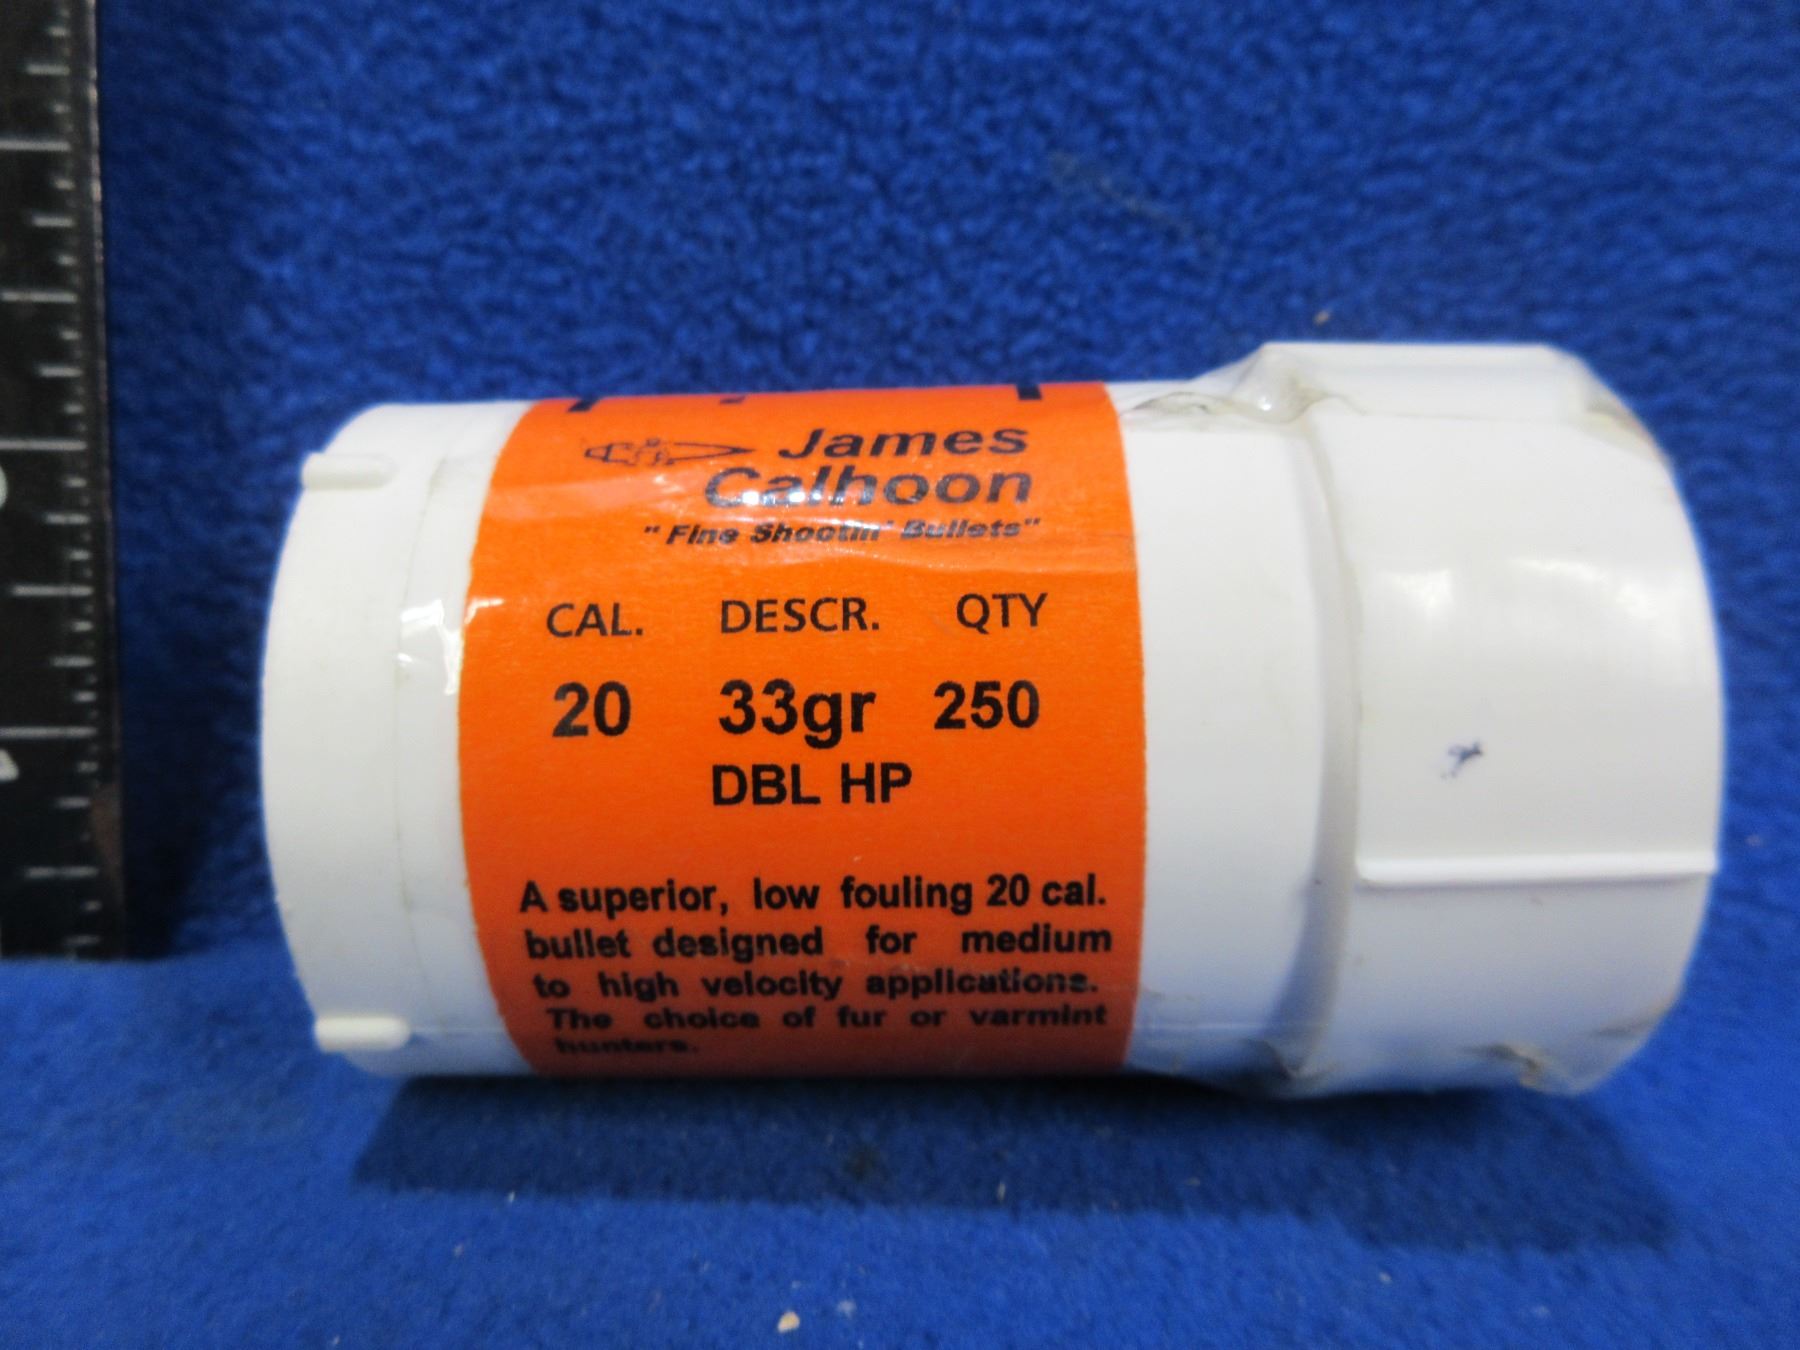 James
Calhoon
"Fine Shootin' Bullets"
CAL. DESCR. QTY
20 33gr 250
DBL HP
A superior, low fouling 20 cal.
bullet designed for medium
to high velocity applications.
The choice of fur or varmint
hunters.